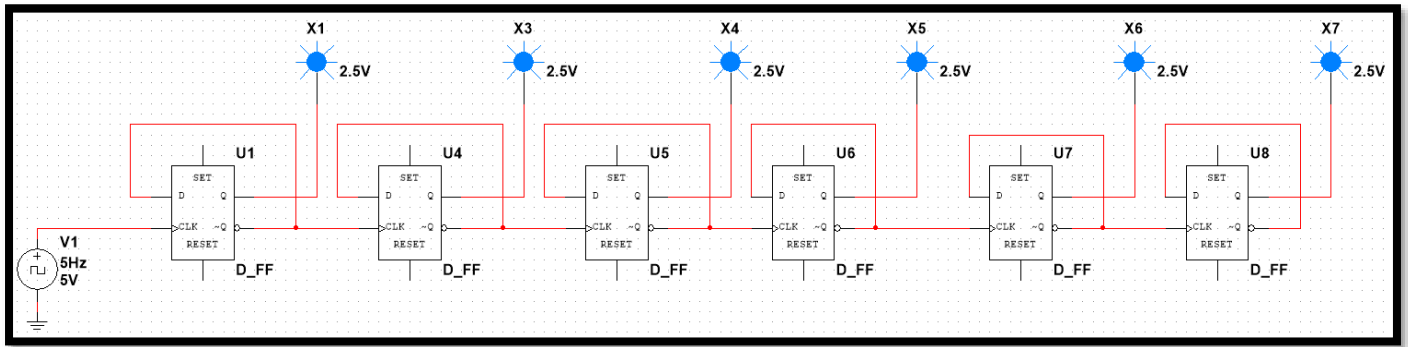 X1
X3
X4
X5
X6
X7
2.5V
2.5V
2.5V
2.5V
2.5V
2.5V
U1
U4
U5
U6
U7
U8
SET
SET
SET
SET
SET
SET
D Q
D Q
D Q
D Q
D Q
D Q
CLK ~Q
CLK ~Q
CLK ~Q
CLK ~Q
CLK ~Q
CLK ~Q
RESET
RESET
RESET
RESET
RESET
RESET
D_FF
D_FF
D_FF
D_FF
D_FF
D_FF
V1
5Hz
5V